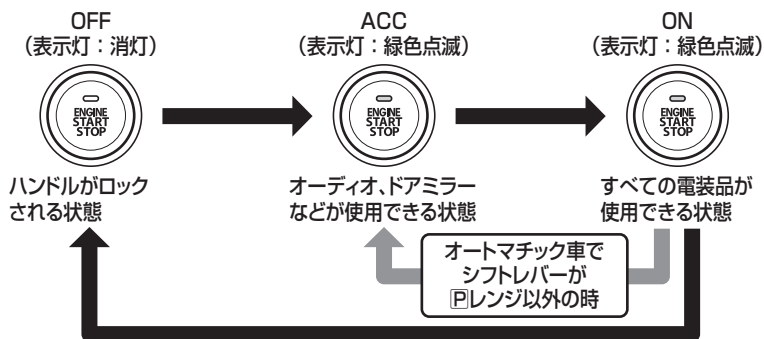 OFF
（表示灯：消灯）
ENGINE
START
STOP
ハンドルがロック
される状態
ACC
（表示灯：緑色点滅）
ENGINE
START
STOP
オーディオ、ドアミラー
などが使用できる状態
ON
（表示灯：緑色点滅）
ENGINE
START
STOP
すべての電装品が
使用できる状態
オートマチック車で
シフトレバーが
🄿レンジ以外の時